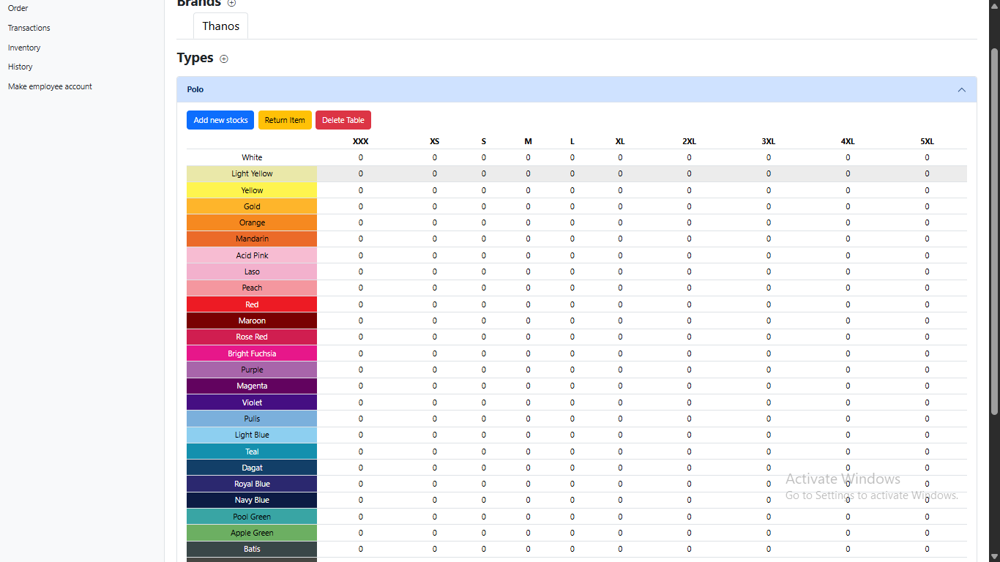 Order
Transactions
Inventory
History
Make employee account
Brands
Thanos
Types
Polo
Add new stocks Return Item Delete Table
XXX XS S M L XL 2XL 3XL 4XL 5XL
White 0 0 0 0 0 0 0 0 0 0
Light Yellow 0 0 0 0 0 0 0 0 0 0
Yellow 0 0 0 0 0 0 0 0 0 0
Gold 0 0 0 0 0 0 0 0 0 0
Orange 0 0 0 0 0 0 0 0 0 0
Mandarin 0 0 0 0 0 0 0 0 0 0
Acid Pink 0 0 0 0 0 0 0 0 0 0
Laso 0 0 0 0 0 0 0 0 0 0
Peach 0 0 0 0 0 0 0 0 0 0
Red 0 0 0 0 0 0 0 0 0 0
Maroon 0 0 0 0 0 0 0 0 0 0
Rose Red 0 0 0 0 0 0 0 0 0 0
Bright Fuchsia 0 0 0 0 0 0 0 0 0 0
Purple 0 0 0 0 0 0 0 0 0 0
Magenta 0 0 0 0 0 0 0 0 0 0
Violet 0 0 0 0 0 0 0 0 0 0
Pulis 0 0 0 0 0 0 0 0 0 0
Light Blue 0 0 0 0 0 0 0 0 0 0
Teal 0 0 0 0 0 0 0 0 0 0
Dagat 0 0 0 0 0 0 0 0 0 0
Royal Blue 0 0 0 0 0 0 0 0 0 0
Navy Blue 0 0 0 0 0 0 0 0 0 0
Pool Green 0 0 0 0 0 0 0 0 0 0
Apple Green 0 0 0 0 0 0 0 0 0 0
Batis 0 0 0 0 0 0 0 0 0 0
Activate Windows
Go to Settings to activate Windows.